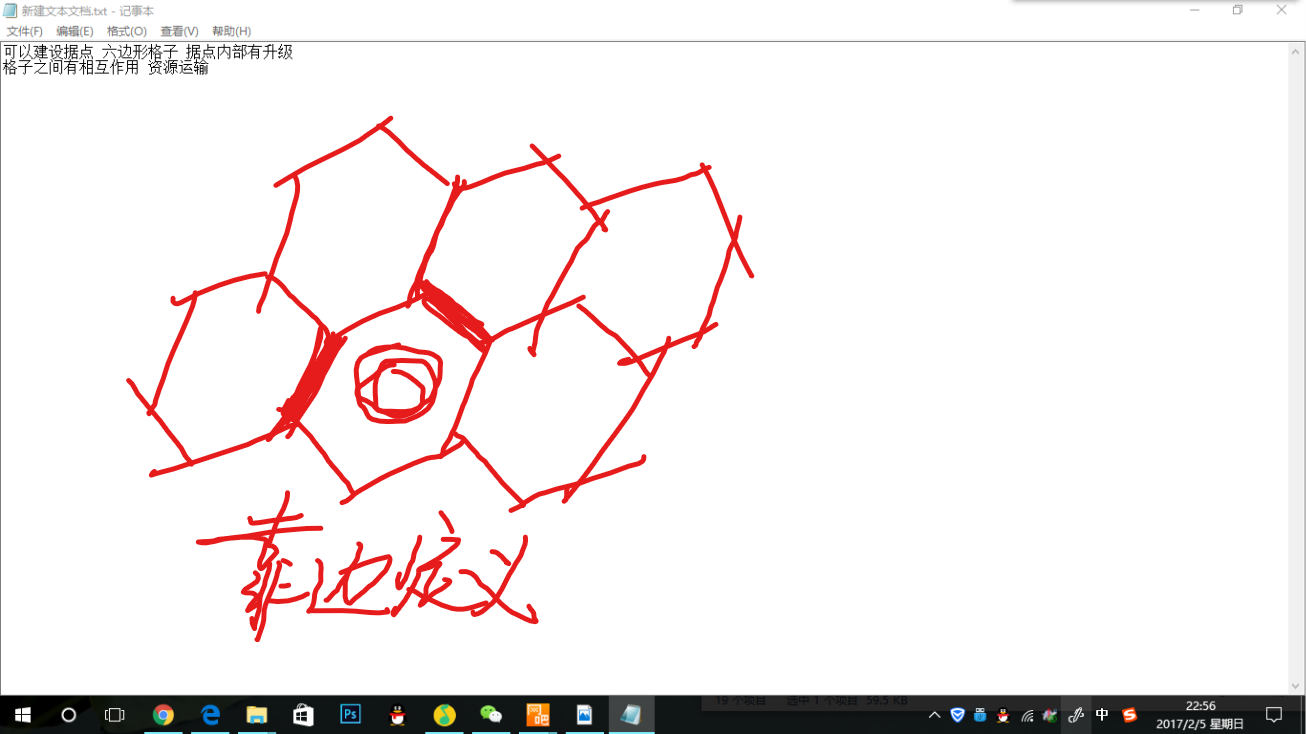 新建文本文档.txt - 记事本
文件(F) 编辑(E) 格式(O) 查看(V) 帮助(H)
可以建设据点 六边形格子 据点内部有升级
格子之间有相互作用 资源运输
靠边定义
19 个项目 选中 1 个项目 59.5 KB
Ps
中
22:56
2017/2/5 星期日